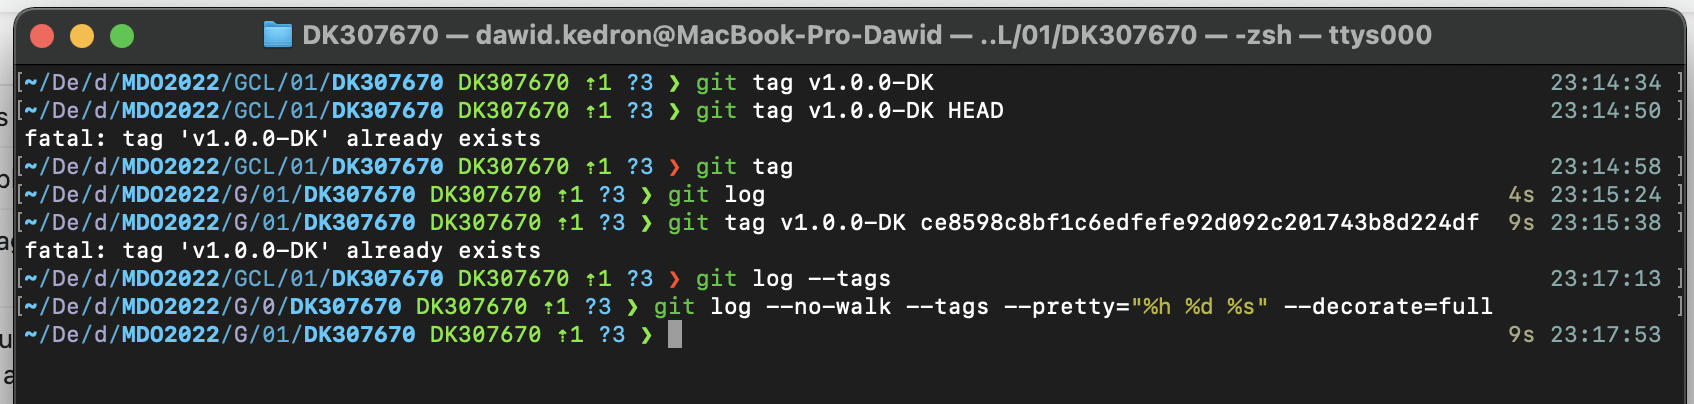 DK307670 — dawid.kedron@MacBook-Pro-Dawid — ..L/01/DK307670 — -zsh — ttys000
[~/De/d/MDO2022/GCL/01/DK307670 DK307670 ⇡1 ?3 ❯ git tag v1.0.0-DK 23:14:34 ]
[~/De/d/MDO2022/GCL/01/DK307670 DK307670 ⇡1 ?3 ❯ git tag v1.0.0-DK HEAD 23:14:50 ]
fatal: tag 'v1.0.0-DK' already exists
[~/De/d/MDO2022/GCL/01/DK307670 DK307670 ⇡1 ?3 ❯ git tag 23:14:58 ]
[~/De/d/MDO2022/G/01/DK307670 DK307670 ⇡1 ?3 ❯ git log 4s 23:15:24 ]
[~/De/d/MDO2022/G/01/DK307670 DK307670 ⇡1 ?3 ❯ git tag v1.0.0-DK ce8598c8bf1c6edfefe92d092c201743b8d224df 9s 23:15:38 ]
fatal: tag 'v1.0.0-DK' already exists
[~/De/d/MDO2022/GCL/01/DK307670 DK307670 ⇡1 ?3 ❯ git log --tags 23:17:13 ]
[~/De/d/MDO2022/G/0/DK307670 DK307670 ⇡1 ?3 ❯ git log --no-walk --tags --pretty="%h %d %s" --decorate=full ]
~/De/d/MDO2022/G/01/DK307670 DK307670 ⇡1 ?3 ❯ 9s 23:17:53